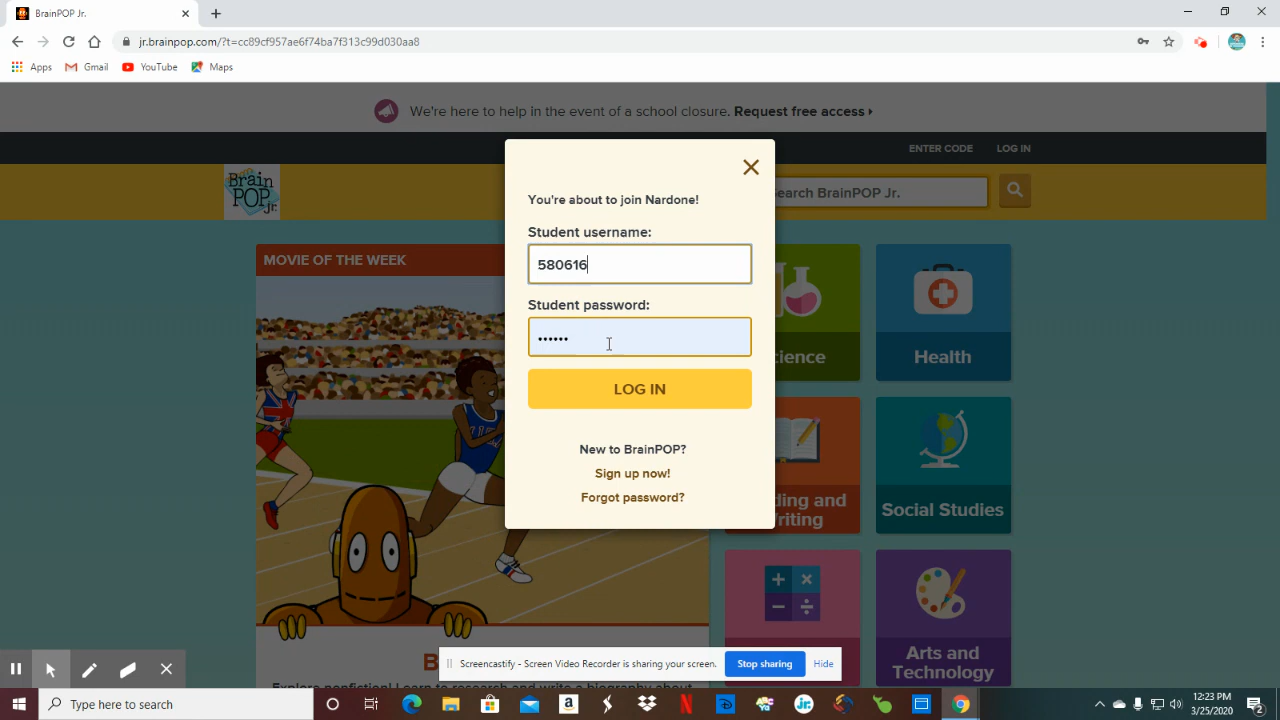 BrainPOP Jr.
jr.brainpop.com/?t=cc89cf957ae6f74ba7f313c99d030aa8
Apps Gmail YouTube Maps
We're here to help in the event of a school closure. Request free access
ENTER CODE LOG IN
Brain POP Jr.
Search BrainPOP Jr.
MOVIE OF THE WEEK
You're about to join Nardone!
Student username:
580616
Student password:
••••••
LOG IN
New to BrainPOP?
Sign up now!
Forgot password?
Science
Health
Social Studies
Arts and
Technology
Screencastify - Screen Video Recorder is sharing your screen. Stop sharing Hide
Type here to search
12:23 PM
3/25/2020
2